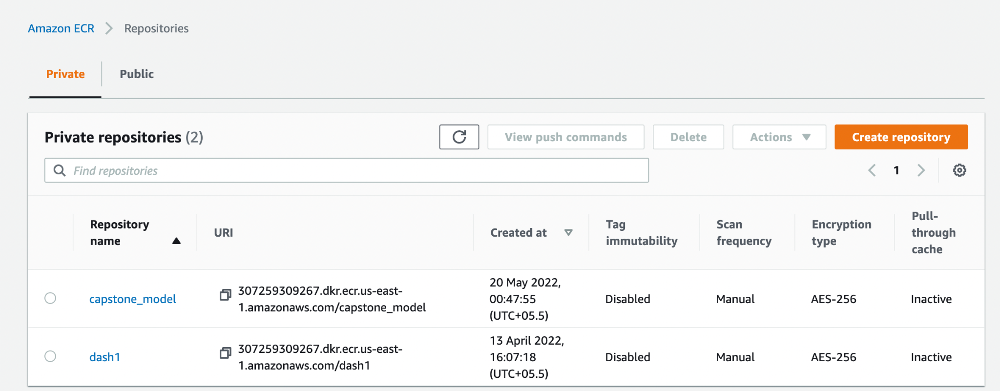 Amazon ECR Repositories
Private Public
Private repositories (2) View push commands Delete Actions Create repository
Find repositories 1
Repository name URI Created at Tag immutability Scan frequency Encryption type Pull-through cache
capstone_model
307259309267.dkr.ecr.us-east-
1.amazonaws.com/capstone_model
20 May 2022,
00:47:55
(UTC+05.5)
Disabled Manual AES-256 Inactive
dash1
307259309267.dkr.ecr.us-east-
1.amazonaws.com/dash1
13 April 2022,
16:07:18
(UTC+05.5)
Disabled Manual AES-256 Inactive